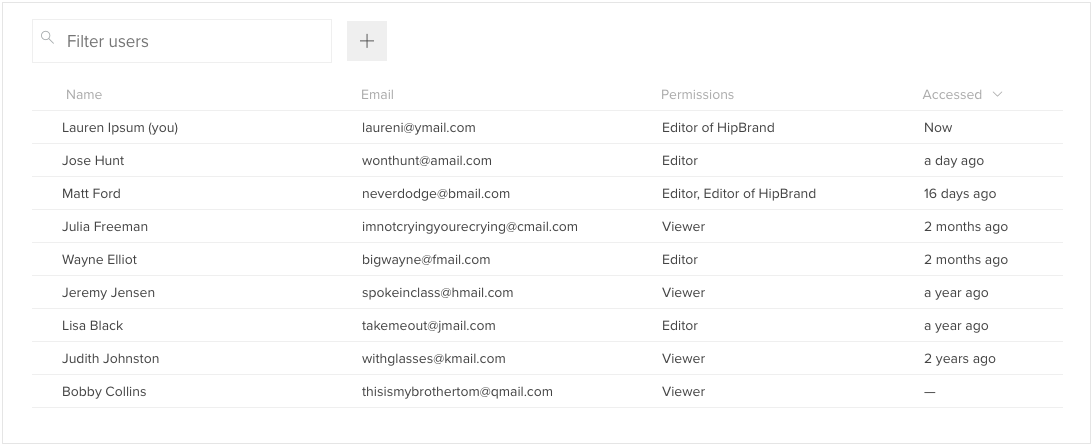 Filter users
Name Email Permissions Accessed
Lauren Ipsum (you) laureni@ymail.com Editor of HipBrand Now
Jose Hunt wonthunt@amail.com Editor a day ago
Matt Ford neverdodge@bmail.com Editor, Editor of HipBrand 16 days ago
Julia Freeman imnotcryingyourecrying@cmail.com Viewer 2 months ago
Wayne Elliot bigwayne@fmail.com Editor 2 months ago
Jeremy Jensen spokeinclass@hmail.com Viewer a year ago
Lisa Black takemeout@jmail.com Editor a year ago
Judith Johnston withglasses@kmail.com Viewer 2 years ago
Bobby Collins thisismybrothertom@qmail.com Viewer —